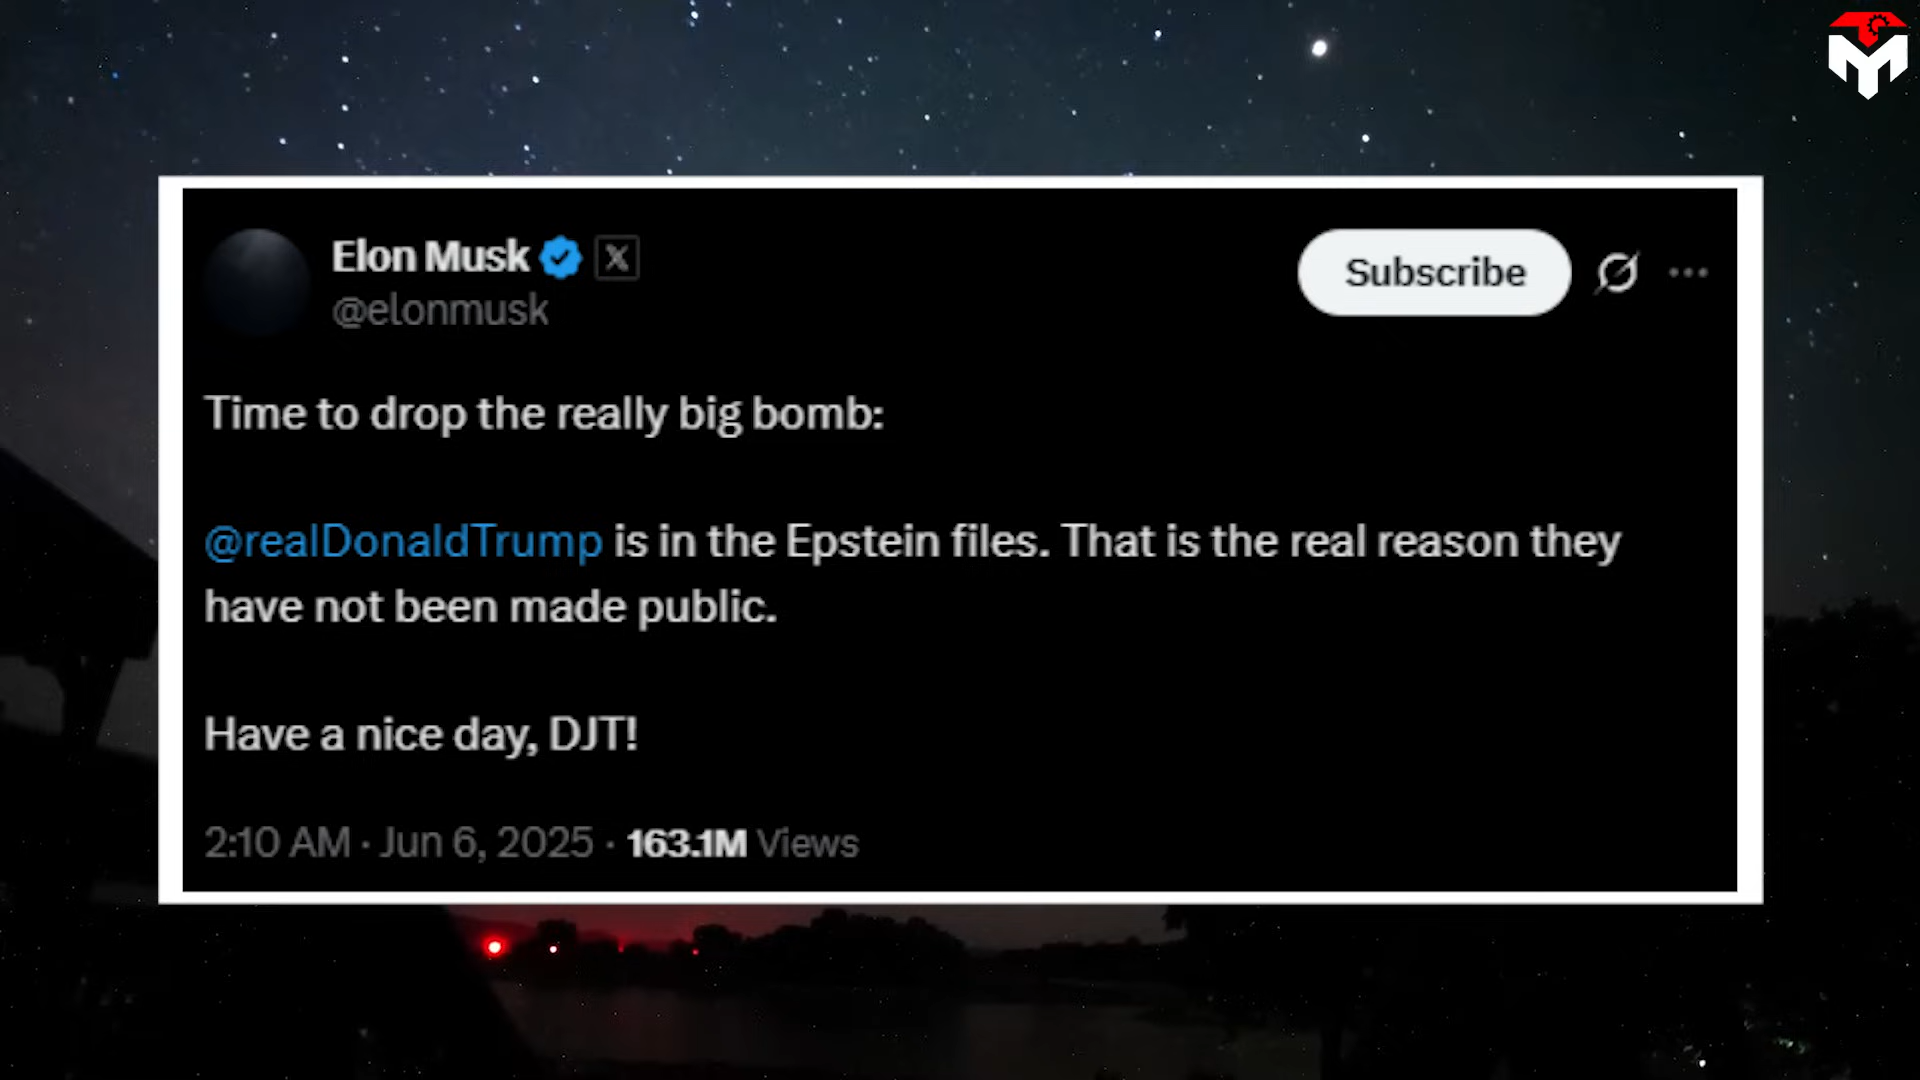 Elon Musk
@elonmusk
Subscribe
Time to drop the really big bomb:
@realDonaldTrump is in the Epstein files. That is the real reason they
have not been made public.
Have a nice day, DJT!
2:10 AM · Jun 6, 2025 · 163.1M Views